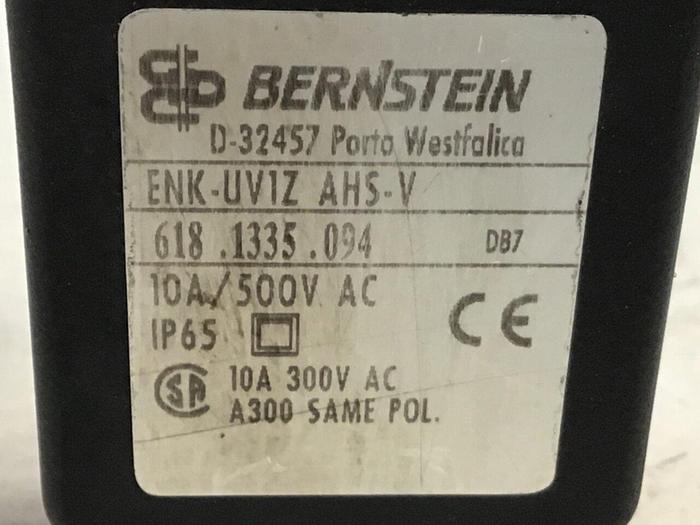 BERNSTEIN
D-32457 Porta Westfalica
ENK-UV1Z AHS-V
618.1335.094 DB7
10A/500V AC
IP65 CE
SA 10A 300V AC
A300 SAME POL.